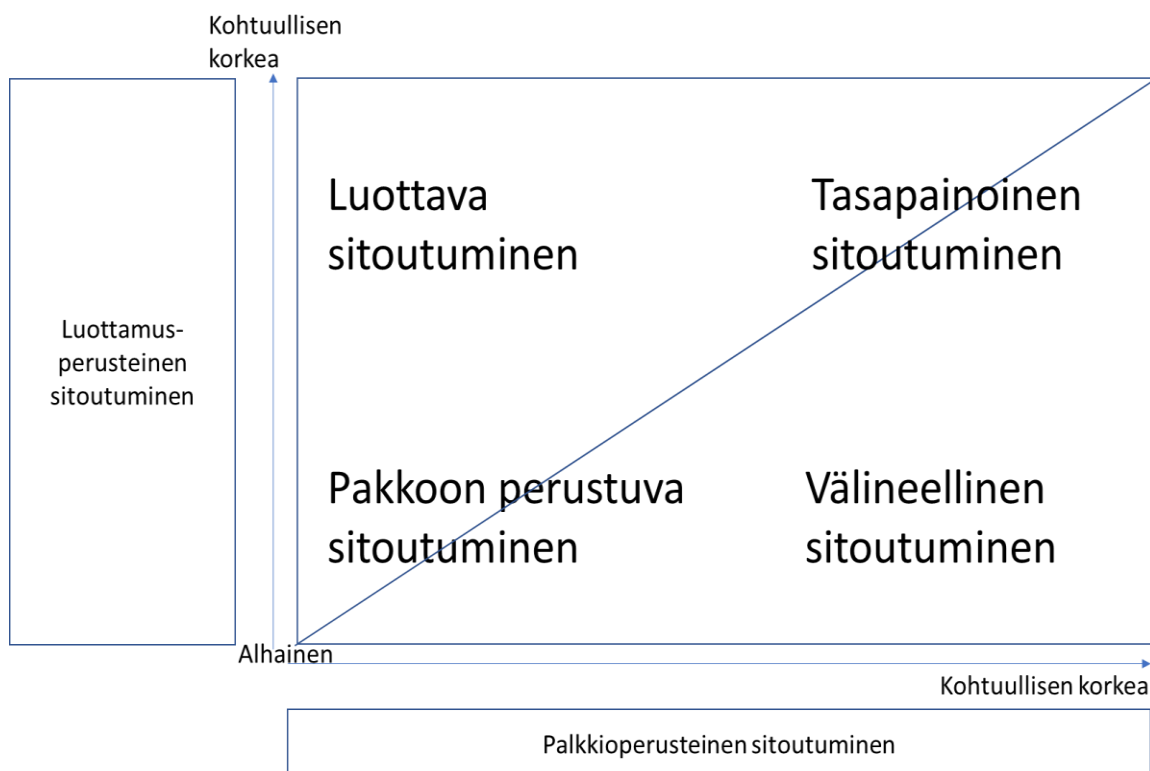 Kohtuullisen
korkea
Luottava
sitoutuminen
Tasapainoinen
sitoutuminen
Luottamus-
perusteinen
sitoutuminen
Pakkoon perustuva
sitoutuminen
Välineellinen
sitoutuminen
Alhainen
Kohtuullisen korkea
Palkkioperusteinen sitoutuminen